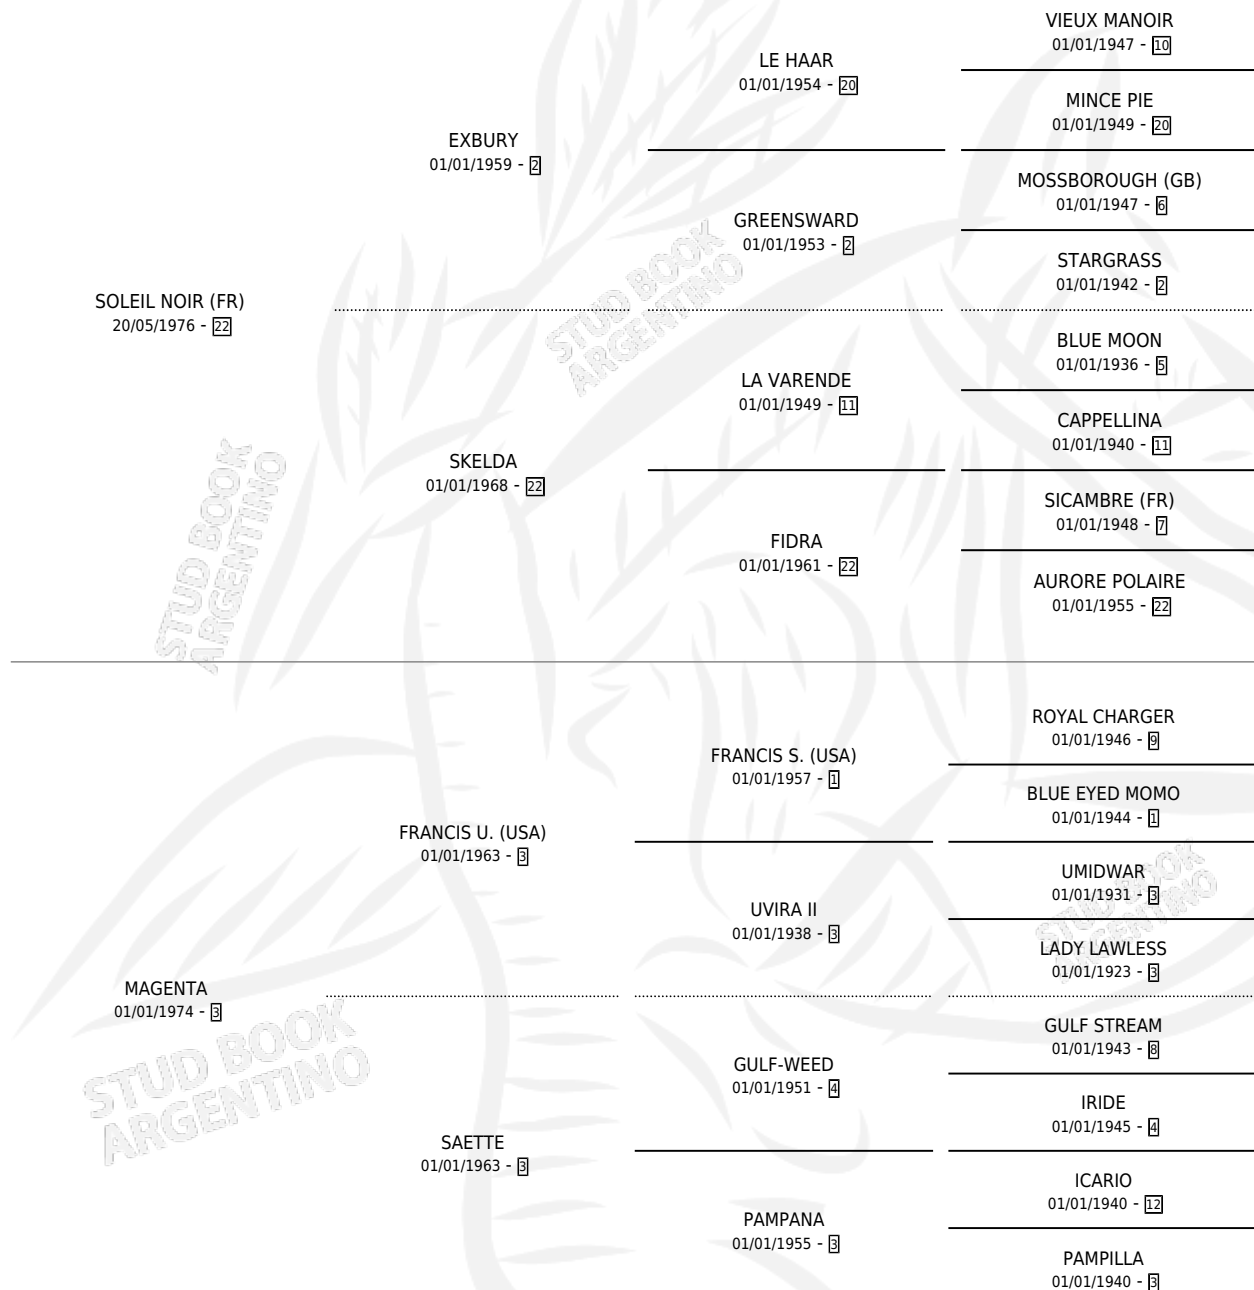 VIEUX MANOIR
01/01/1947 - 10
LE HAAR
01/01/1954 - 20
MINCE PIE
01/01/1949 - 20
EXBURY
01/01/1959 - 2
MOSSBOROUGH (GB)
01/01/1947 - 6
GREENSWARD
01/01/1953 - 2
STARGRASS
01/01/1942 - 2
SOLEIL NOIR (FR)
20/05/1976 - 22
BLUE MOON
01/01/1936 - 5
LA VARENDE
01/01/1949 - 11
CAPPELLINA
01/01/1940 - 11
SKELDA
01/01/1968 - 22
SICAMBRE (FR)
01/01/1948 - 7
FIDRA
01/01/1961 - 22
AURORE POLAIRE
01/01/1955 - 22
ROYAL CHARGER
01/01/1946 - 9
FRANCIS S. (USA)
01/01/1957 - 1
BLUE EYED MOMO
01/01/1944 - 1
FRANCIS U. (USA)
01/01/1963 - 3
UMIDWAR
01/01/1931 - 3
UVIRA II
01/01/1938 - 3
LADY LAWLESS
01/01/1923 - 3
MAGENTA
01/01/1974 - 3
GULF STREAM
01/01/1943 - 8
GULF-WEED
01/01/1951 - 4
IRIDE
01/01/1945 - 4
SAETTE
01/01/1963 - 3
ICARIO
01/01/1940 - 12
PAMPANA
01/01/1955 - 3
PAMPILLA
01/01/1940 - 3
STUD BOOK
ARGENTINO
STUD BOOK
ARGENTINO
STUD BOOK
ARGENTINO
STUD BOOK
ARGENTINO